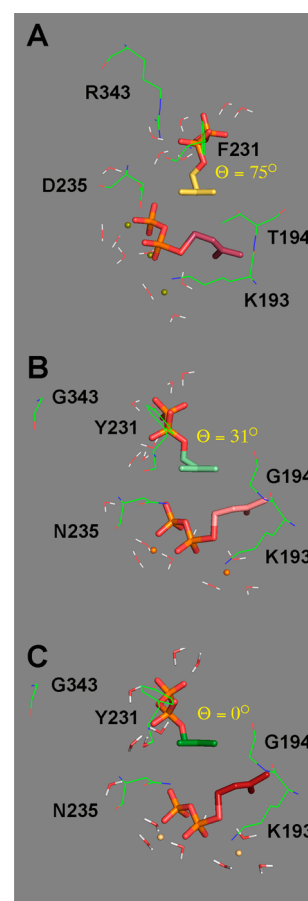 A
R343
F231
Θ = 75°
D235
T194
K193
B
G343
Y231
Θ = 31°
G194
N235
K193
C
G343
Y231
Θ = 0°
G194
N235
K193